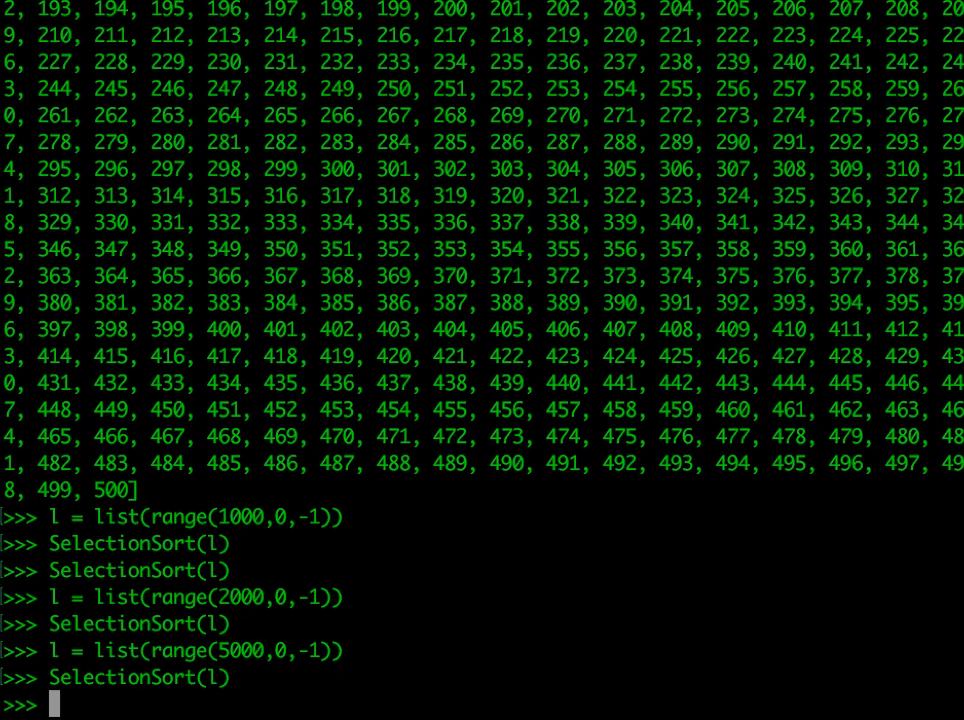 2, 193, 194, 195, 196, 197, 198, 199, 200, 201, 202, 203, 204, 205, 206, 207, 208, 20
9, 210, 211, 212, 213, 214, 215, 216, 217, 218, 219, 220, 221, 222, 223, 224, 225, 22
6, 227, 228, 229, 230, 231, 232, 233, 234, 235, 236, 237, 238, 239, 240, 241, 242, 24
3, 244, 245, 246, 247, 248, 249, 250, 251, 252, 253, 254, 255, 256, 257, 258, 259, 26
0, 261, 262, 263, 264, 265, 266, 267, 268, 269, 270, 271, 272, 273, 274, 275, 276, 27
7, 278, 279, 280, 281, 282, 283, 284, 285, 286, 287, 288, 289, 290, 291, 292, 293, 29
4, 295, 296, 297, 298, 299, 300, 301, 302, 303, 304, 305, 306, 307, 308, 309, 310, 31
1, 312, 313, 314, 315, 316, 317, 318, 319, 320, 321, 322, 323, 324, 325, 326, 327, 32
8, 329, 330, 331, 332, 333, 334, 335, 336, 337, 338, 339, 340, 341, 342, 343, 344, 34
5, 346, 347, 348, 349, 350, 351, 352, 353, 354, 355, 356, 357, 358, 359, 360, 361, 36
2, 363, 364, 365, 366, 367, 368, 369, 370, 371, 372, 373, 374, 375, 376, 377, 378, 37
9, 380, 381, 382, 383, 384, 385, 386, 387, 388, 389, 390, 391, 392, 393, 394, 395, 39
6, 397, 398, 399, 400, 401, 402, 403, 404, 405, 406, 407, 408, 409, 410, 411, 412, 41
3, 414, 415, 416, 417, 418, 419, 420, 421, 422, 423, 424, 425, 426, 427, 428, 429, 43
0, 431, 432, 433, 434, 435, 436, 437, 438, 439, 440, 441, 442, 443, 444, 445, 446, 44
7, 448, 449, 450, 451, 452, 453, 454, 455, 456, 457, 458, 459, 460, 461, 462, 463, 46
4, 465, 466, 467, 468, 469, 470, 471, 472, 473, 474, 475, 476, 477, 478, 479, 480, 48
1, 482, 483, 484, 485, 486, 487, 488, 489, 490, 491, 492, 493, 494, 495, 496, 497, 49
8, 499, 500]
>>> l = list(range(1000,0,-1))
>>> SelectionSort(l)
>>> SelectionSort(l)
>>> l = list(range(2000,0,-1))
>>> SelectionSort(l)
>>> l = list(range(5000,0,-1))
>>> SelectionSort(l)
>>>